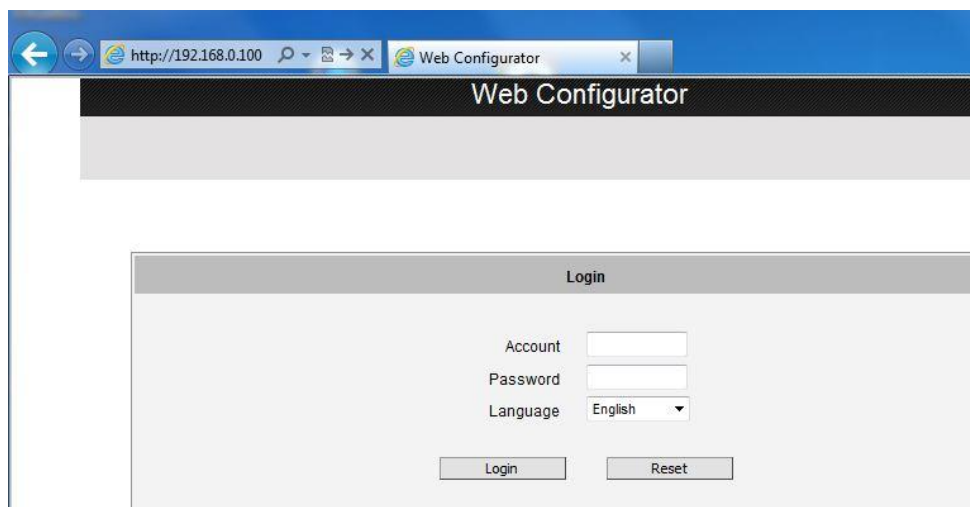 http://192.168.0.100
Web Configurator
Web Configurator
Login
Account
Password
Language English
Login Reset